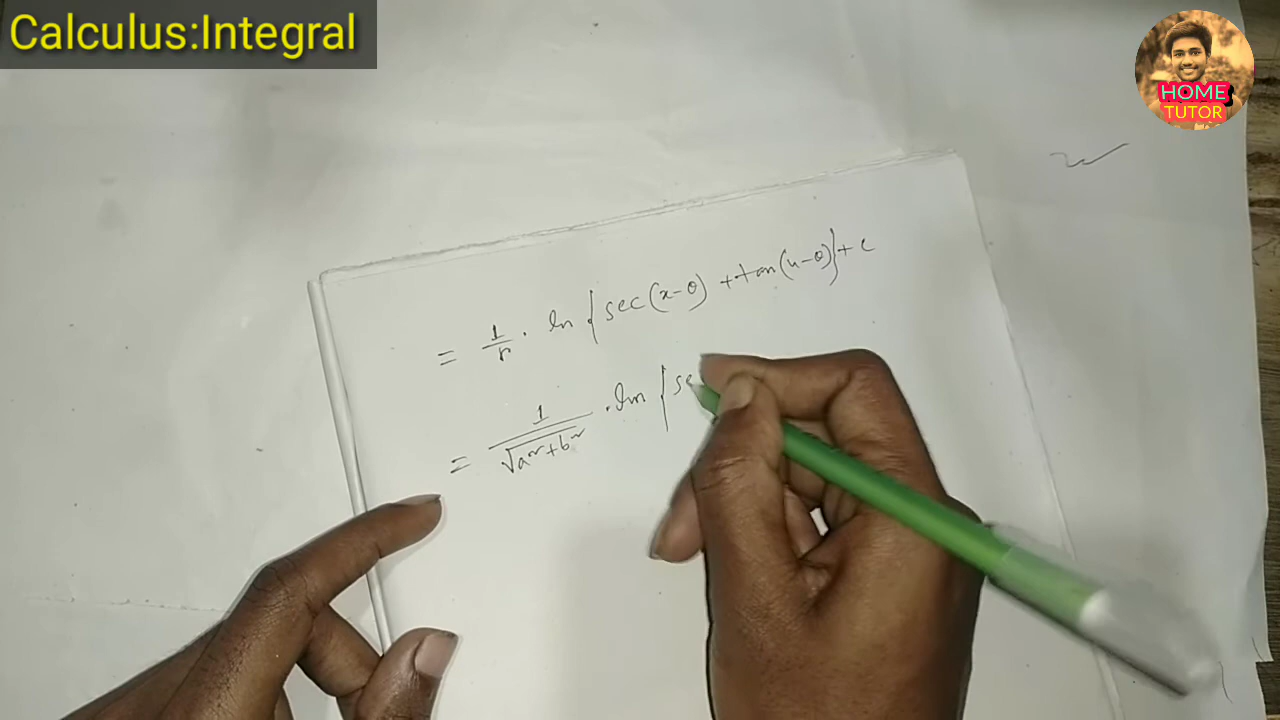 Calculus:Integral
HOME
TUTOR
= 1/r · ln {sec(x-θ) + tan(x-θ)} + c
= 1/√a²+b² · ln {se